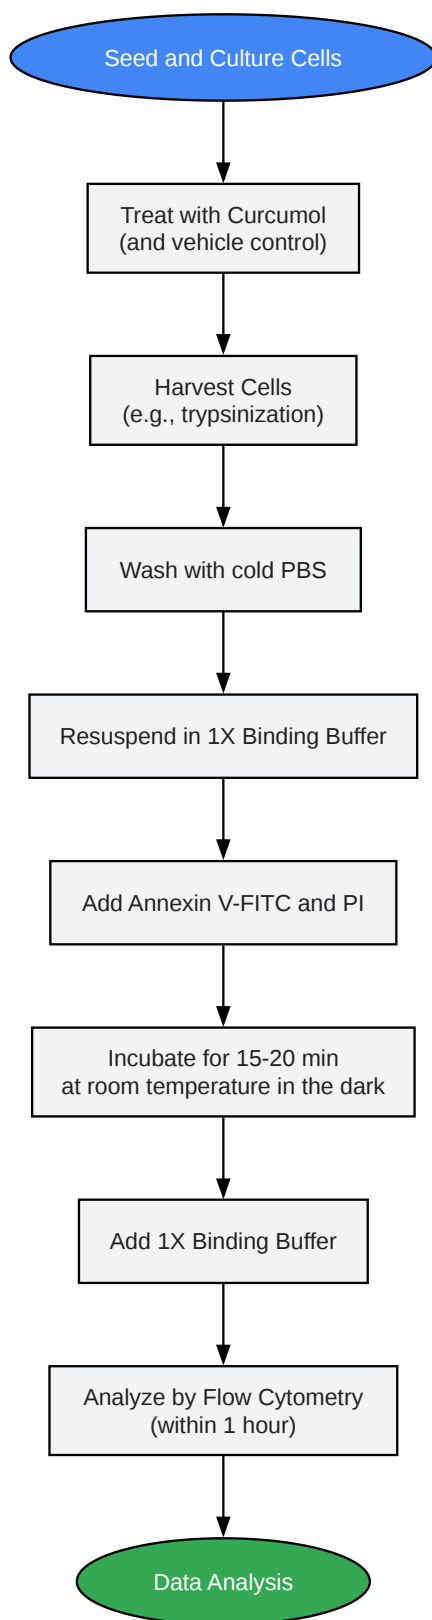 Seed and Culture Cells
Treat with Curcumol
(and vehicle control)
Harvest Cells
(e.g., trypsinization)
Wash with cold PBS
Resuspend in 1X Binding Buffer
Add Annexin V-FITC and PI
Incubate for 15-20 min
at room temperature in the dark
Add 1X Binding Buffer
Analyze by Flow Cytometry
(within 1 hour)
Data Analysis